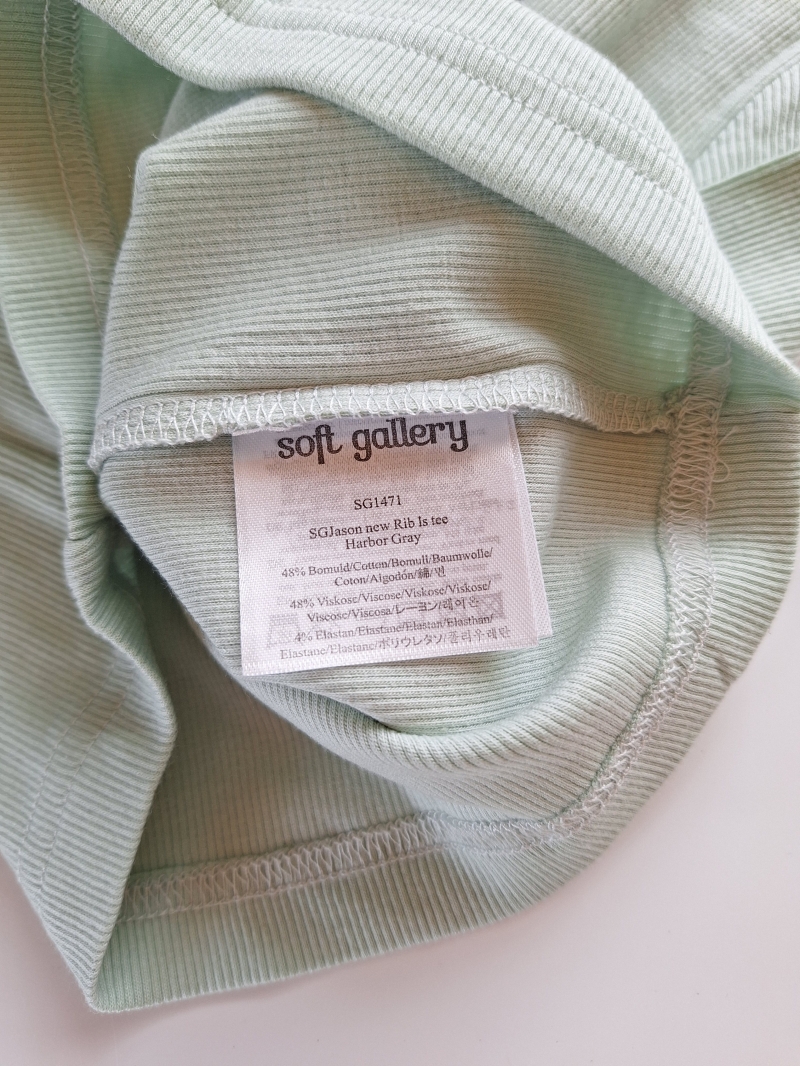 soft gallery
SG1471
SGJason new Rib ls tee
Harbor Gray
48% Bomuld/Cotton/Bomull/Baumwolle/
Coton/Algodón/綿/면
48% Viskose/Viscose/Viskose/Viskose/
Viscose/Viscosa/レーヨン/레이온
4% Elastan/Elastane/Elastan/Elasthan/
Elastane/Elastano/ポリウレタン/폴리우레탄